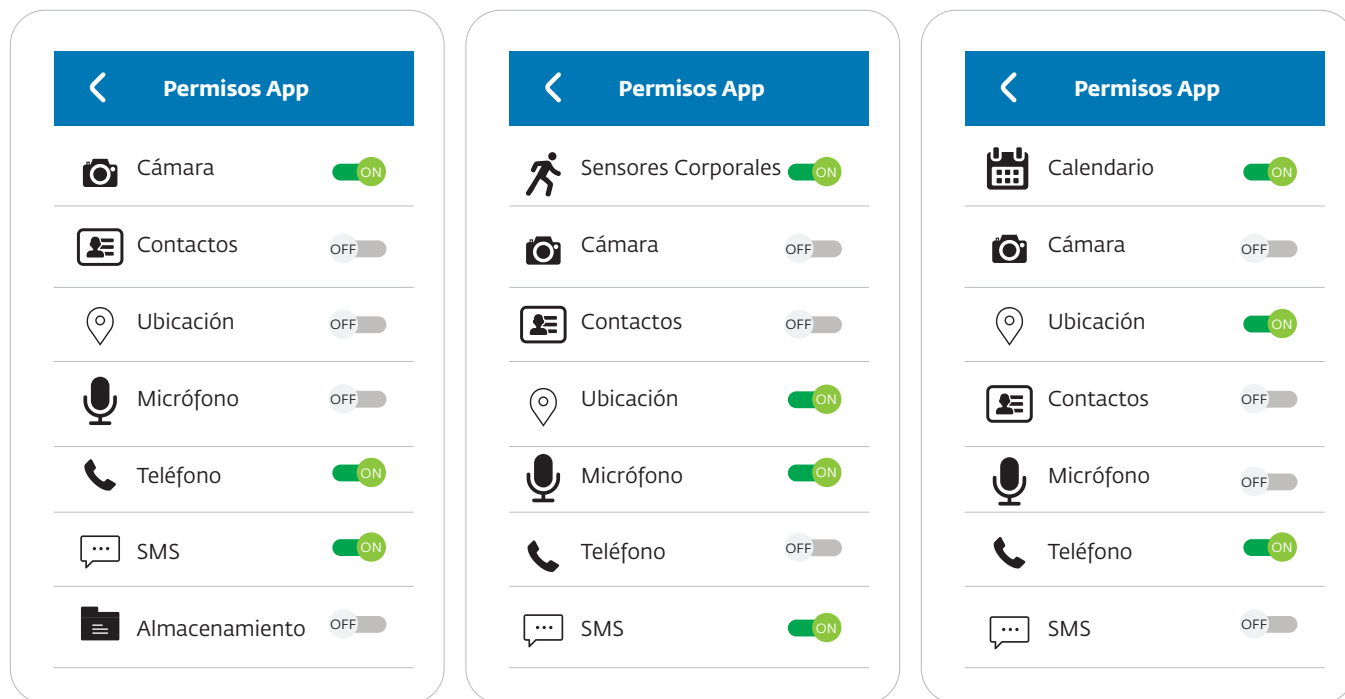 Permisos App
Cámara ON
Contactos OFF
Ubicación OFF
Micrófono OFF
Teléfono ON
SMS ON
Almacenamiento OFF
Permisos App
Sensores Corporales ON
Cámara OFF
Contactos OFF
Ubicación ON
Micrófono ON
Teléfono OFF
SMS ON
Permisos App
Calendario ON
Cámara OFF
Ubicación ON
Contactos OFF
Micrófono OFF
Teléfono ON
SMS OFF